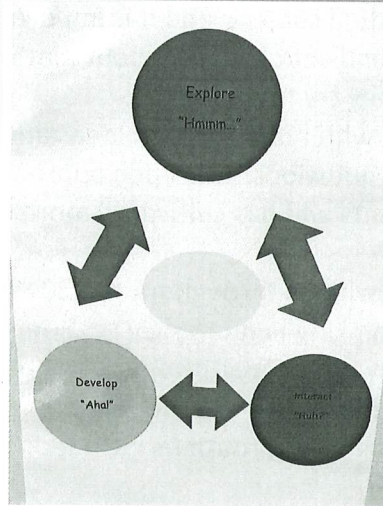 Explore
"Hmmm..."
Develop
"Aha!"
Interact
"Huh?"